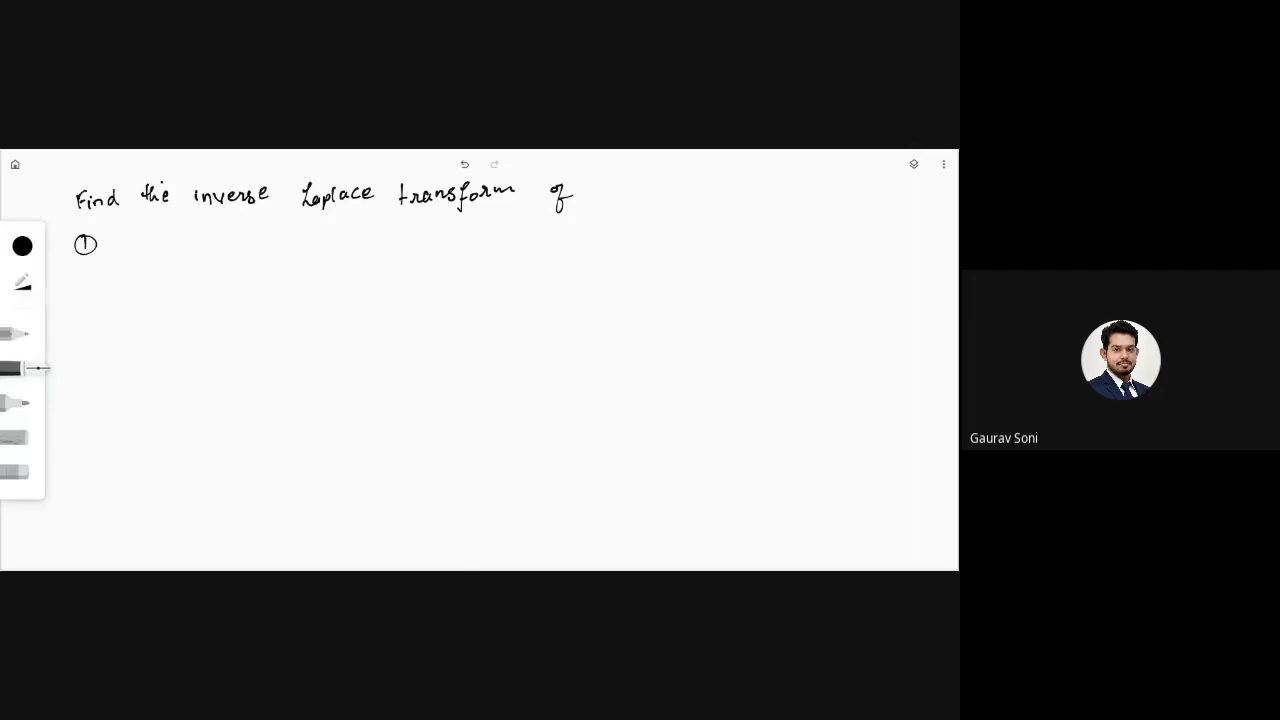 Find the inverse Laplace transform of
①
Gaurav Soni